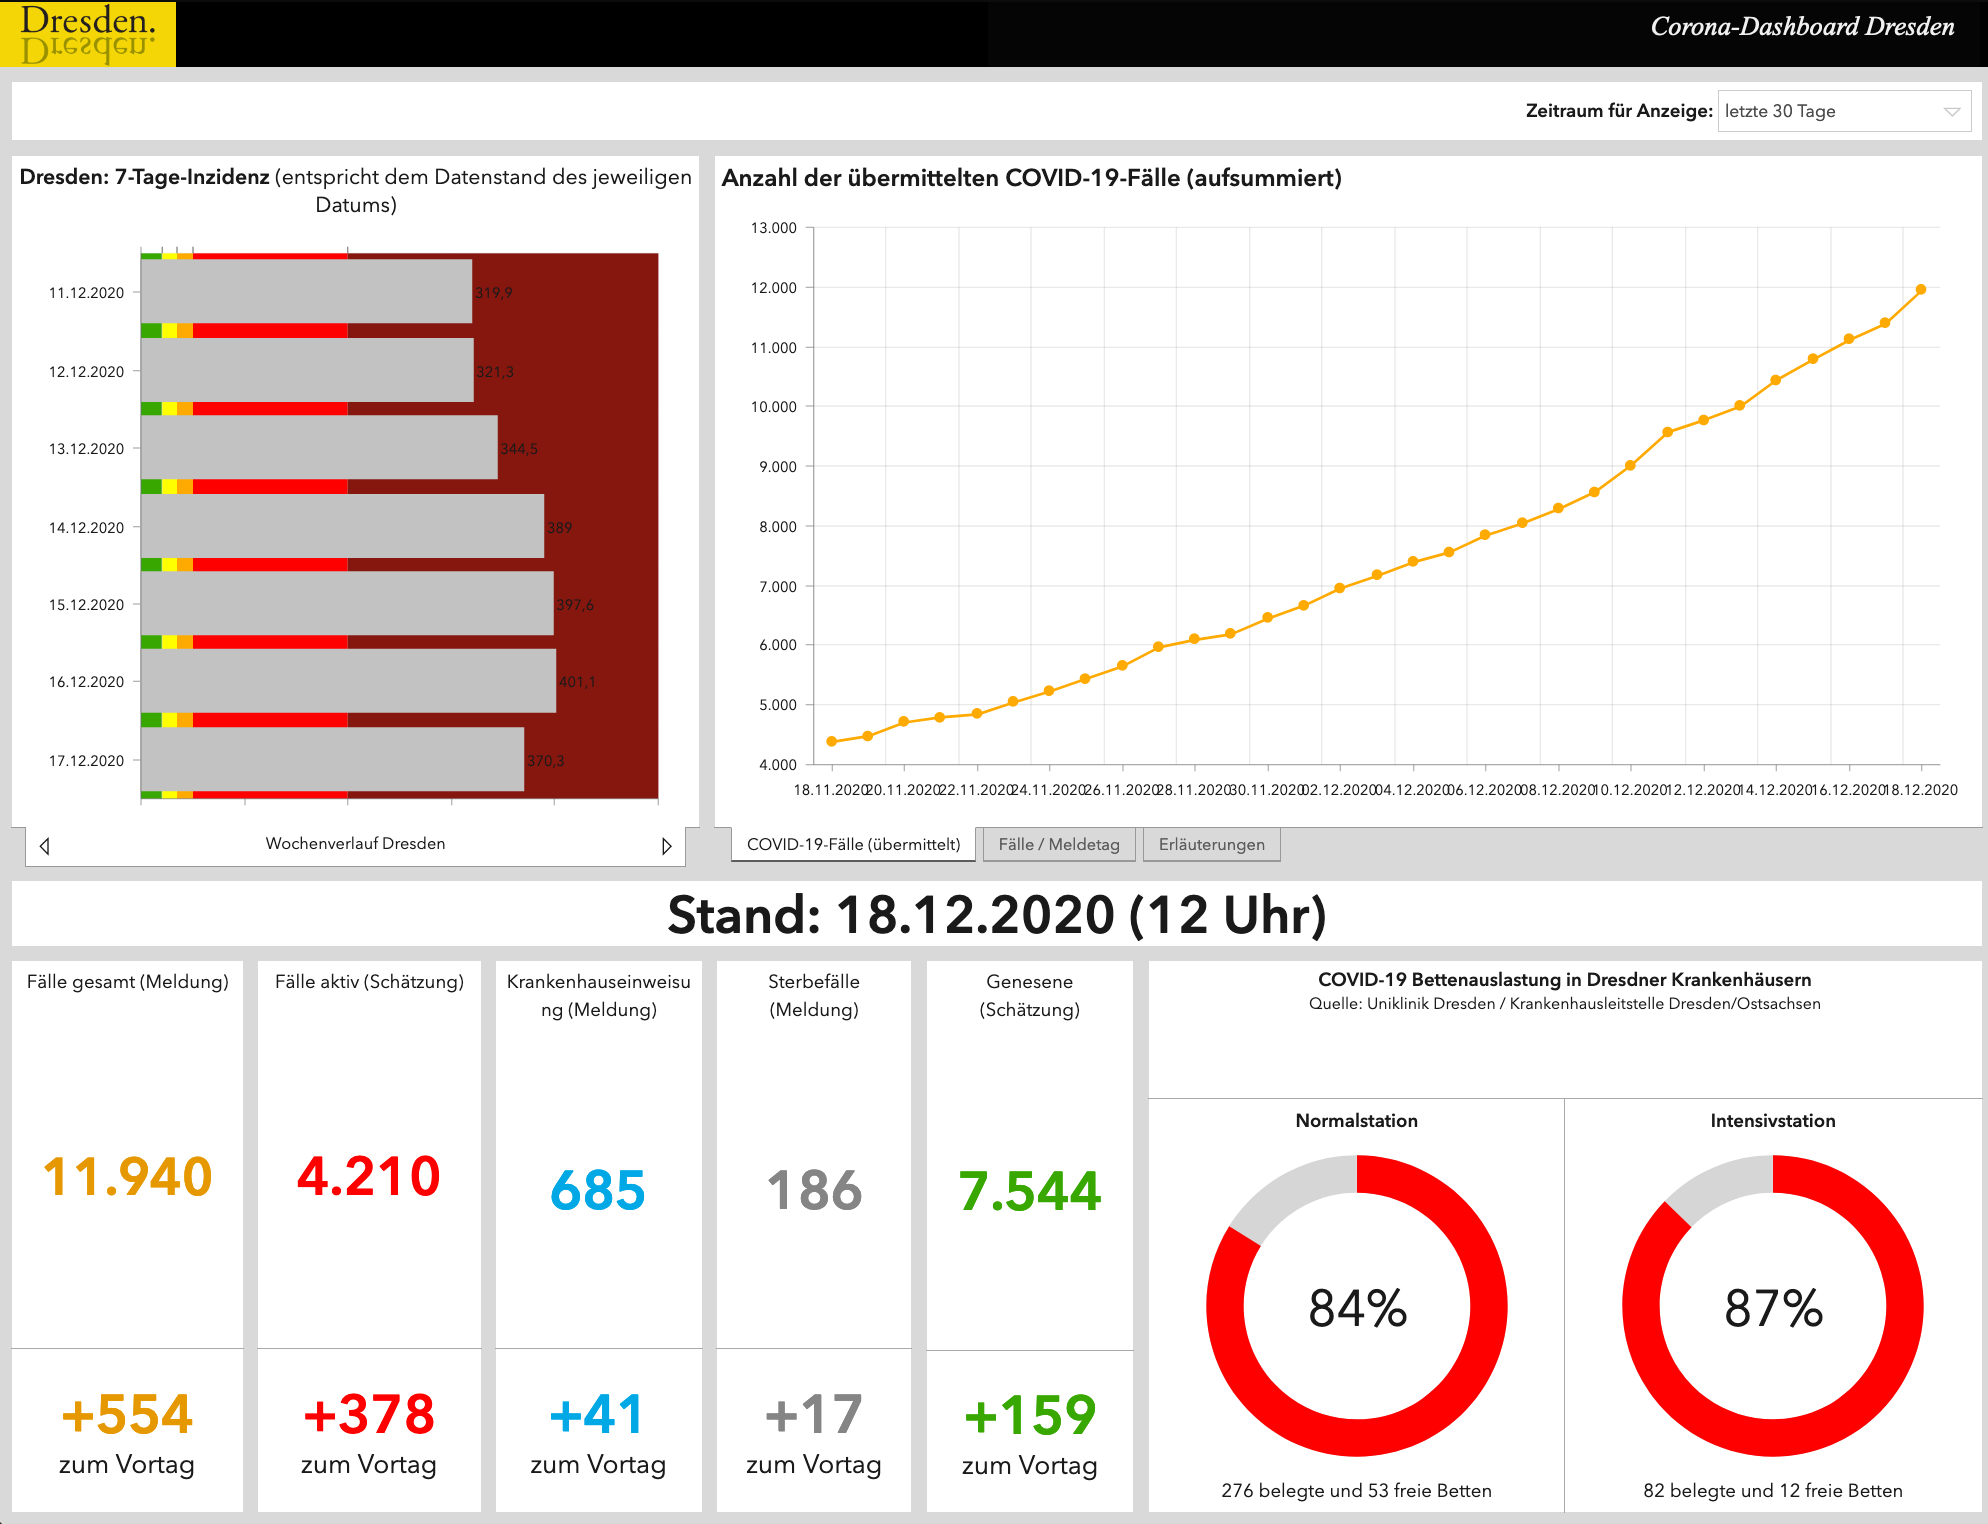 Dresden.
Corona-Dashboard Dresden
Zeitraum für Anzeige: letzte 30 Tage
Dresden: 7-Tage-Inzidenz (entspricht dem Datenstand des jeweiligen
Datums)
11.12.2020 319,9
12.12.2020 321,3
13.12.2020 344,5
14.12.2020 389
15.12.2020 397,6
16.12.2020 401,1
17.12.2020 370,3
Wochenverlauf Dresden
Anzahl der übermittelten COVID-19-Fälle (aufsummiert)
13.000
12.000
11.000
10.000
9.000
8.000
7.000
6.000
5.000
4.000
18.11.2020 20.11.2020 22.11.2020 24.11.2020 26.11.2020 28.11.2020 30.11.2020 02.12.2020 04.12.2020 06.12.2020 08.12.2020 10.12.2020 12.12.2020 14.12.2020 16.12.2020 18.12.2020
COVID-19-Fälle (übermittelt) Fälle / Meldetag Erläuterungen
Stand: 18.12.2020 (12 Uhr)
Fälle gesamt (Meldung)
11.940
+554
zum Vortag
Fälle aktiv (Schätzung)
4.210
+378
zum Vortag
Krankenhauseinweisu
ng (Meldung)
685
+41
zum Vortag
Sterbefälle
(Meldung)
186
+17
zum Vortag
Genesene
(Schätzung)
7.544
+159
zum Vortag
COVID-19 Bettenauslastung in Dresdner Krankenhäusern
Quelle: Uniklinik Dresden / Krankenhausleitstelle Dresden/Ostsachsen
Normalstation
84%
276 belegte und 53 freie Betten
Intensivstation
87%
82 belegte und 12 freie Betten